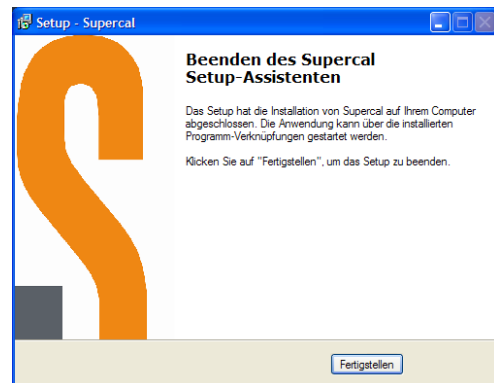 Setup - Supercal
Beenden des Supercal
Setup-Assistenten
Das Setup hat die Installation von Supercal auf Ihrem Computer
abgeschlossen. Die Anwendung kann über die installierten
Programm-Verknüpfungen gestartet werden.
Klicken Sie auf "Fertigstellen", um das Setup zu beenden.
Fertigstellen